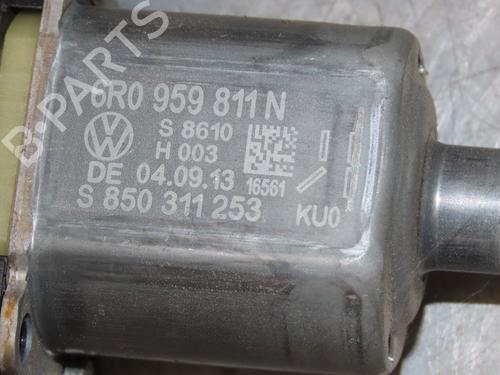 B-PARTS
6R0 959 811 N
S 8610
H 003
DE 04.09.13 16561
S 850 311 253 KU0